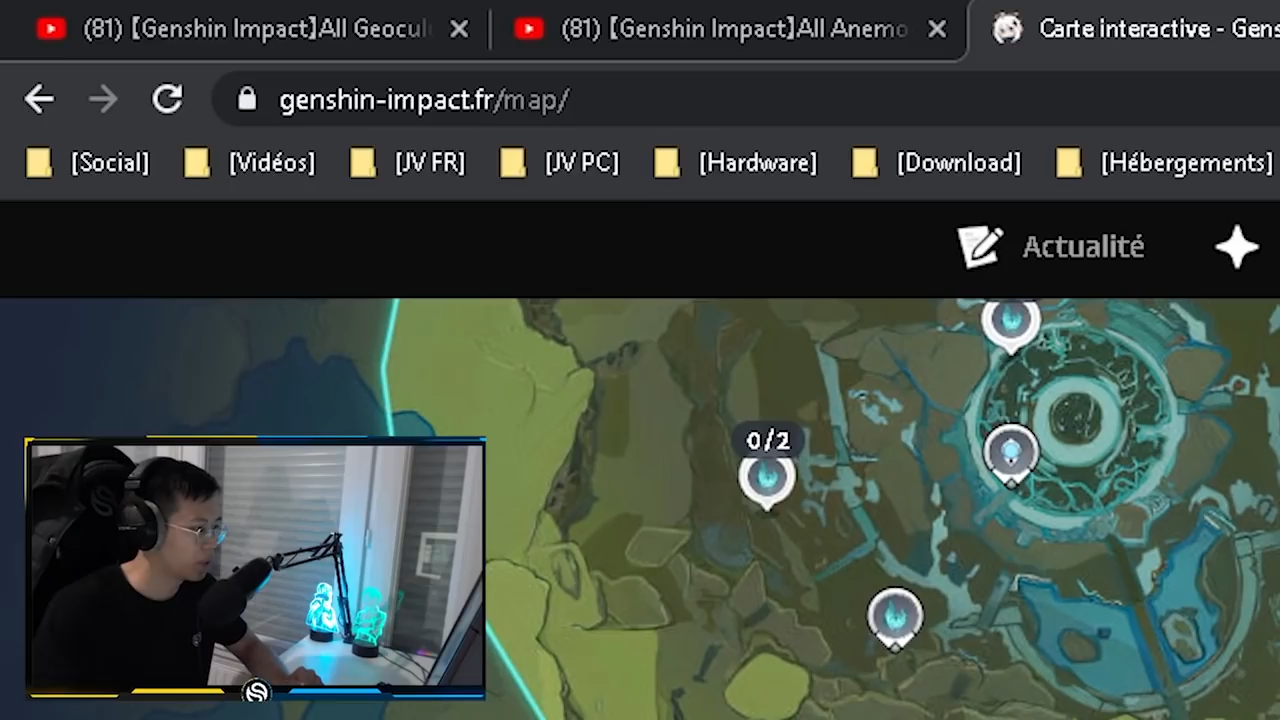 (81)【Genshin Impact】All Geocul
(81)【Genshin Impact】All Anemo
Carte interactive - Gens
genshin-impact.fr/map/
[Social]
[Vidéos]
[JV FR]
[JV PC]
[Hardware]
[Download]
[Hébergements]
Actualité
0/2